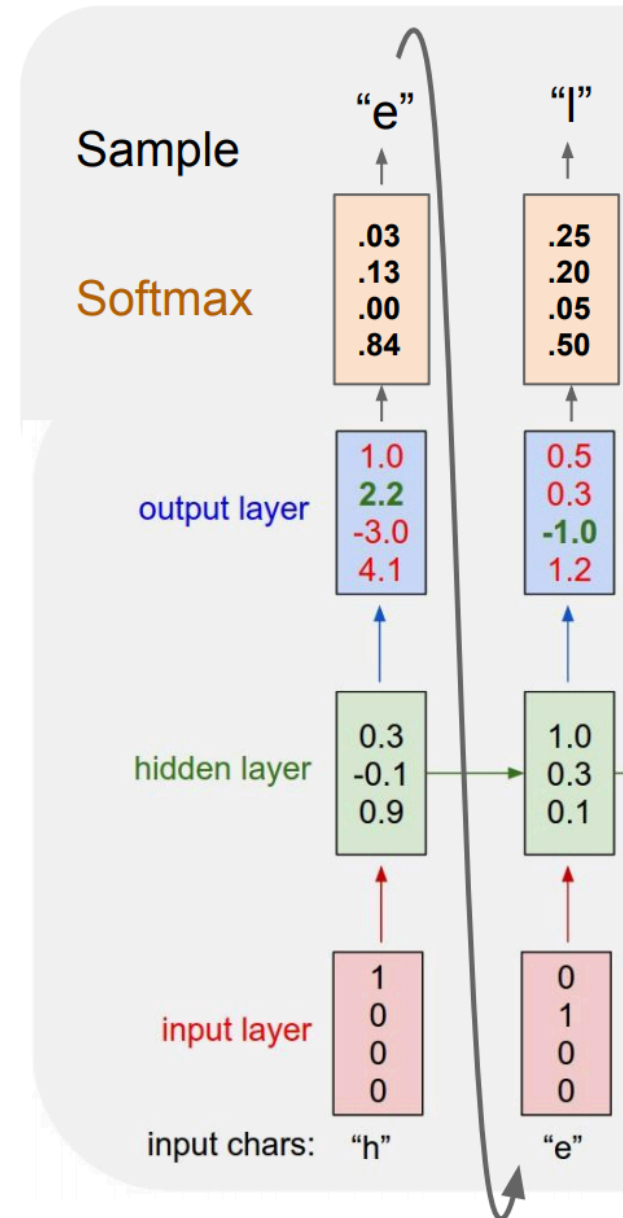 “e” “l”
Sample
.03 .25
.13 .20
Softmax
.00 .05
.84 .50
1.0 0.5
2.2 0.3
output layer
-3.0 -1.0
4.1 1.2
0.3 1.0
hidden layer
-0.1 0.3
0.9 0.1
1 0
0 1
input layer
0 0
0 0
input chars: “h” “e”